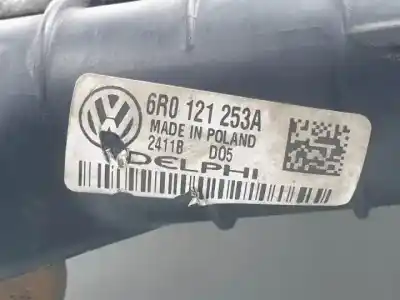 6R0 121 253A
MADE IN POLAND
2411B D05
DELPHI